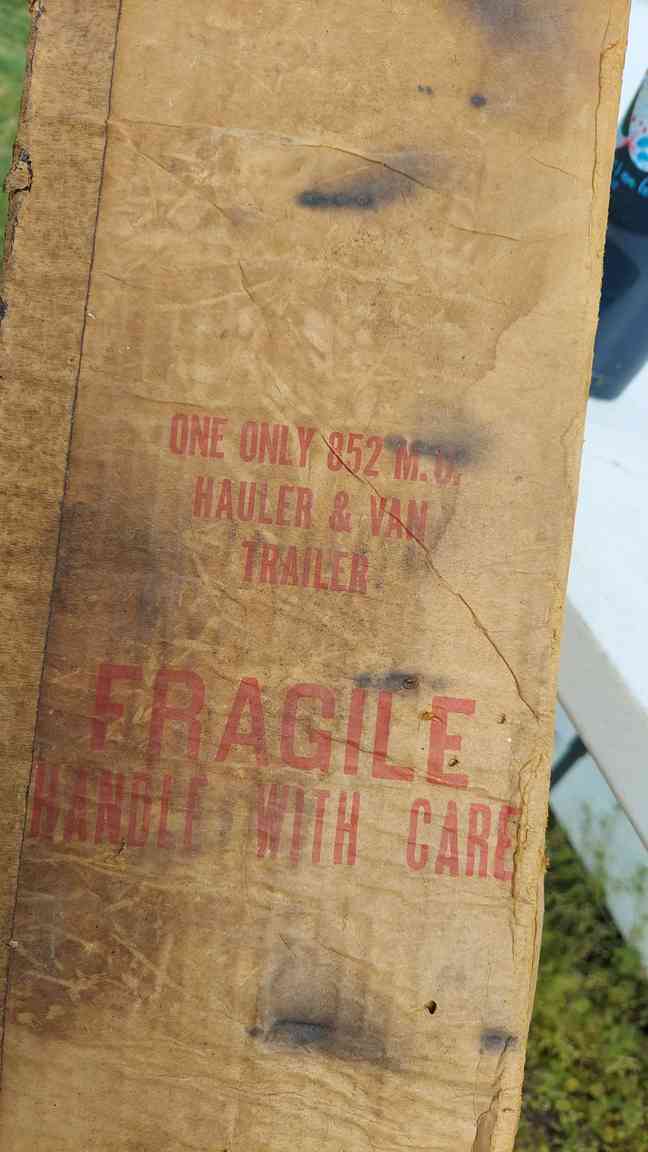 ONE ONLY 852
HAULER & VAN
TRAILER
FRAGILE
HANDLE WITH CARE